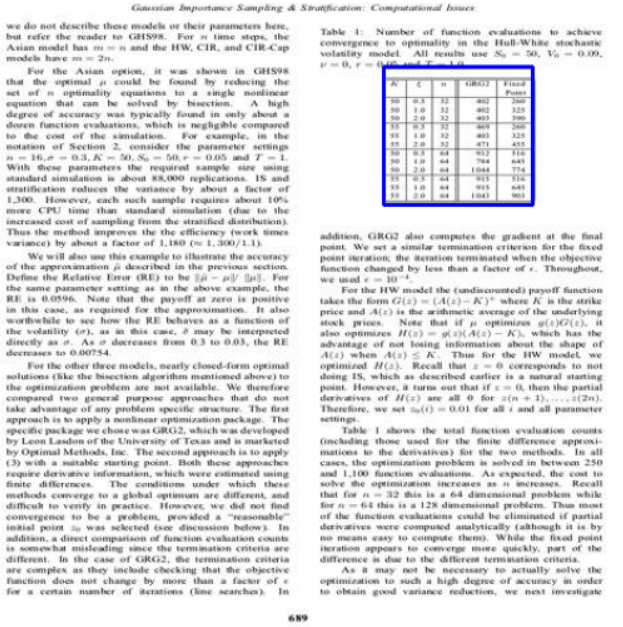 Gaussian Importance Sampling & Stratification: Computational Issues
we do not describe these models or their parameters here,
but refer the reader to GHS98. For n time steps, the
Asian model has m = n and the HW, CIR, and CIR-Cap
models have m = 2n.
For the Asian option, it was shown in GHS98
that the optimal μ could be found by reducing the
set of n optimality equations to a single nonlinear
equation that can be solved by bisection. A high
degree of accuracy was typically found in only about a
dozen function evaluations, which is negligible compared
to the cost of the simulation. For example, in the
notation of Section 2, consider the parameter settings
n = 16, σ = 0.3, K = 50, S₀ = 50, r = 0.05 and T = 1.
With these parameters the required sample size using
standard simulation is about 88,000 replications. IS and
stratification reduces the variance by about a factor of
1,300. However, each such sample requires about 10%
more CPU time than standard simulation (due to the
increased cost of sampling from the stratified distribution).
Thus the method improves the the efficiency (work times
variance) by about a factor of 1,180 (≈ 1,300/1.1).
We will also use this example to illustrate the accuracy
of the approximation μ̂ described in the previous section.
Define the Relative Error (RE) to be ||μ̂ − μ||/ ||μ||. For
the same parameter setting as in the above example, the
RE is 0.0596. Note that the payoff at zero is positive
in this case, as required for the approximation. It also
worthwhile to see how the RE behaves as a function of
the volatility (σ), as in this case, σ may be interpreted
directly as σ. As σ decreases from 0.3 to 0.03, the RE
decreases to 0.00754.
For the other three models, nearly closed-form optimal
solutions (like the bisection algorithm mentioned above) to
the optimization problem are not available. We therefore
compared two general purpose approaches that do not
take advantage of any problem specific structure. The first
approach is to apply a nonlinear optimization package. The
specific package we chose was GRG2, which was developed
by Leon Lasdon of the University of Texas and is marketed
by Optimal Methods, Inc. The second approach is to apply
(3) with a suitable starting point. Both these approaches
require derivative information, which were estimated using
finite differences. The conditions under which these
methods converge to a global optimum are different, and
difficult to verify in practice. However, we did not find
convergence to be a problem, provided a "reasonable"
initial point z₀ was selected (see discussion below). In
addition, a direct comparison of function evaluation counts
is somewhat misleading since the termination criteria are
different. In the case of GRG2, the termination criteria
are complex as they include checking that the objective
function does not change by more than a factor of ε
for a certain number of iterations (line searches). In
Table 1: Number of function evaluations to achieve
convergence to optimality in the Hull-White stochastic
volatility model. All results use S₀ = 50, V₀ = 0.09,
ν = 0, r = 0.05 and T = 1.0
K ξ n GRG2 Fixed
Point
50 0.5 32 402 260
50 1.0 32 402 325
50 2.0 32 403 390
55 0.5 32 469 260
55 1.0 32 403 325
55 2.0 32 471 455
50 0.5 64 912 516
50 1.0 64 784 645
50 2.0 64 1044 774
55 0.5 64 915 516
55 1.0 64 915 645
55 2.0 64 1043 903
addition, GRG2 also computes the gradient at the final
point. We set a similar termination criterion for the fixed
point iteration; the iteration terminated when the objective
function changed by less than a factor of ε. Throughout,
we used ε = 10⁻⁴.
For the HW model the (undiscounted) payoff function
takes the form G(z) = (A(z)−K)⁺ where K is the strike
price and A(z) is the arithmetic average of the underlying
stock prices. Note that if μ optimizes g(z)G(z), it
also optimizes H(z) = g(z)(A(z) − K), which has the
advantage of not losing information about the shape of
A(z) when A(z) ≤ K. Thus for the HW model, we
optimized H(z). Recall that z = 0 corresponds to not
doing IS, which as described earlier is a natural starting
point. However, it turns out that if z = 0, then the partial
derivatives of H(z) are all 0 for z(n + 1), ..., z(2n).
Therefore, we set z₀(i) = 0.01 for all i and all parameter
settings.
Table 1 shows the total function evaluation counts
(including those used for the finite difference approxi-
mations to the derivatives) for the two methods. In all
cases, the optimization problem is solved in between 250
and 1,100 function evaluations. As expected, the cost to
solve the optimization increases as n increases. Recall
that for n = 32 this is a 64 dimensional problem while
for n = 64 this is a 128 dimensional problem. Thus most
of the function evaluations could be eliminated if partial
derivatives were computed analytically (although it is by
no means easy to compute them). While the fixed point
iteration appears to converge more quickly, part of the
difference is due to the different termination criteria.
As it may not be necessary to actually solve the
optimization to such a high degree of accuracy in order
to obtain good variance reduction, we next investigate
689